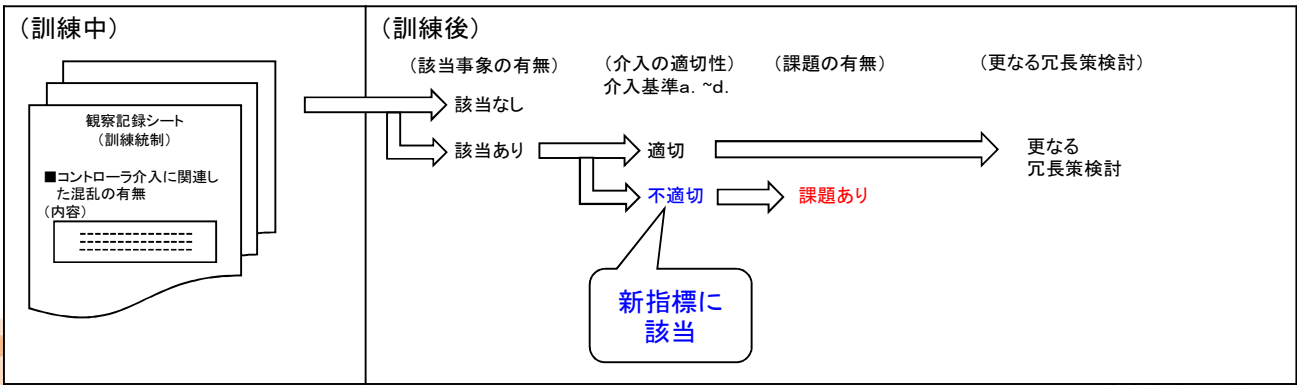 （訓練中）
観察記録シート
（訓練統制）
■コントローラ介入に関連し
た混乱の有無
（内容）
（訓練後）
（該当事象の有無）
（介入の適切性）
介入基準a. ~d.
（課題の有無）
（更なる冗長策検討）
該当なし
該当あり
適切
更なる
冗長策検討
不適切
課題あり
新指標に
該当